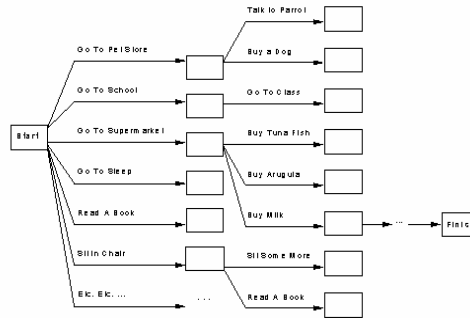 Talk to Parrot
Go To Pet Store
Buy a Dog
Go To School
Go To Class
Start
Go To Supermarket
Buy Tuna Fish
Go To Sleep
Buy Arugula
Read A Book
Buy Milk
...
Finis
Sit in Chair
Sit Some More
Etc. Etc. ...
...
Read A Book